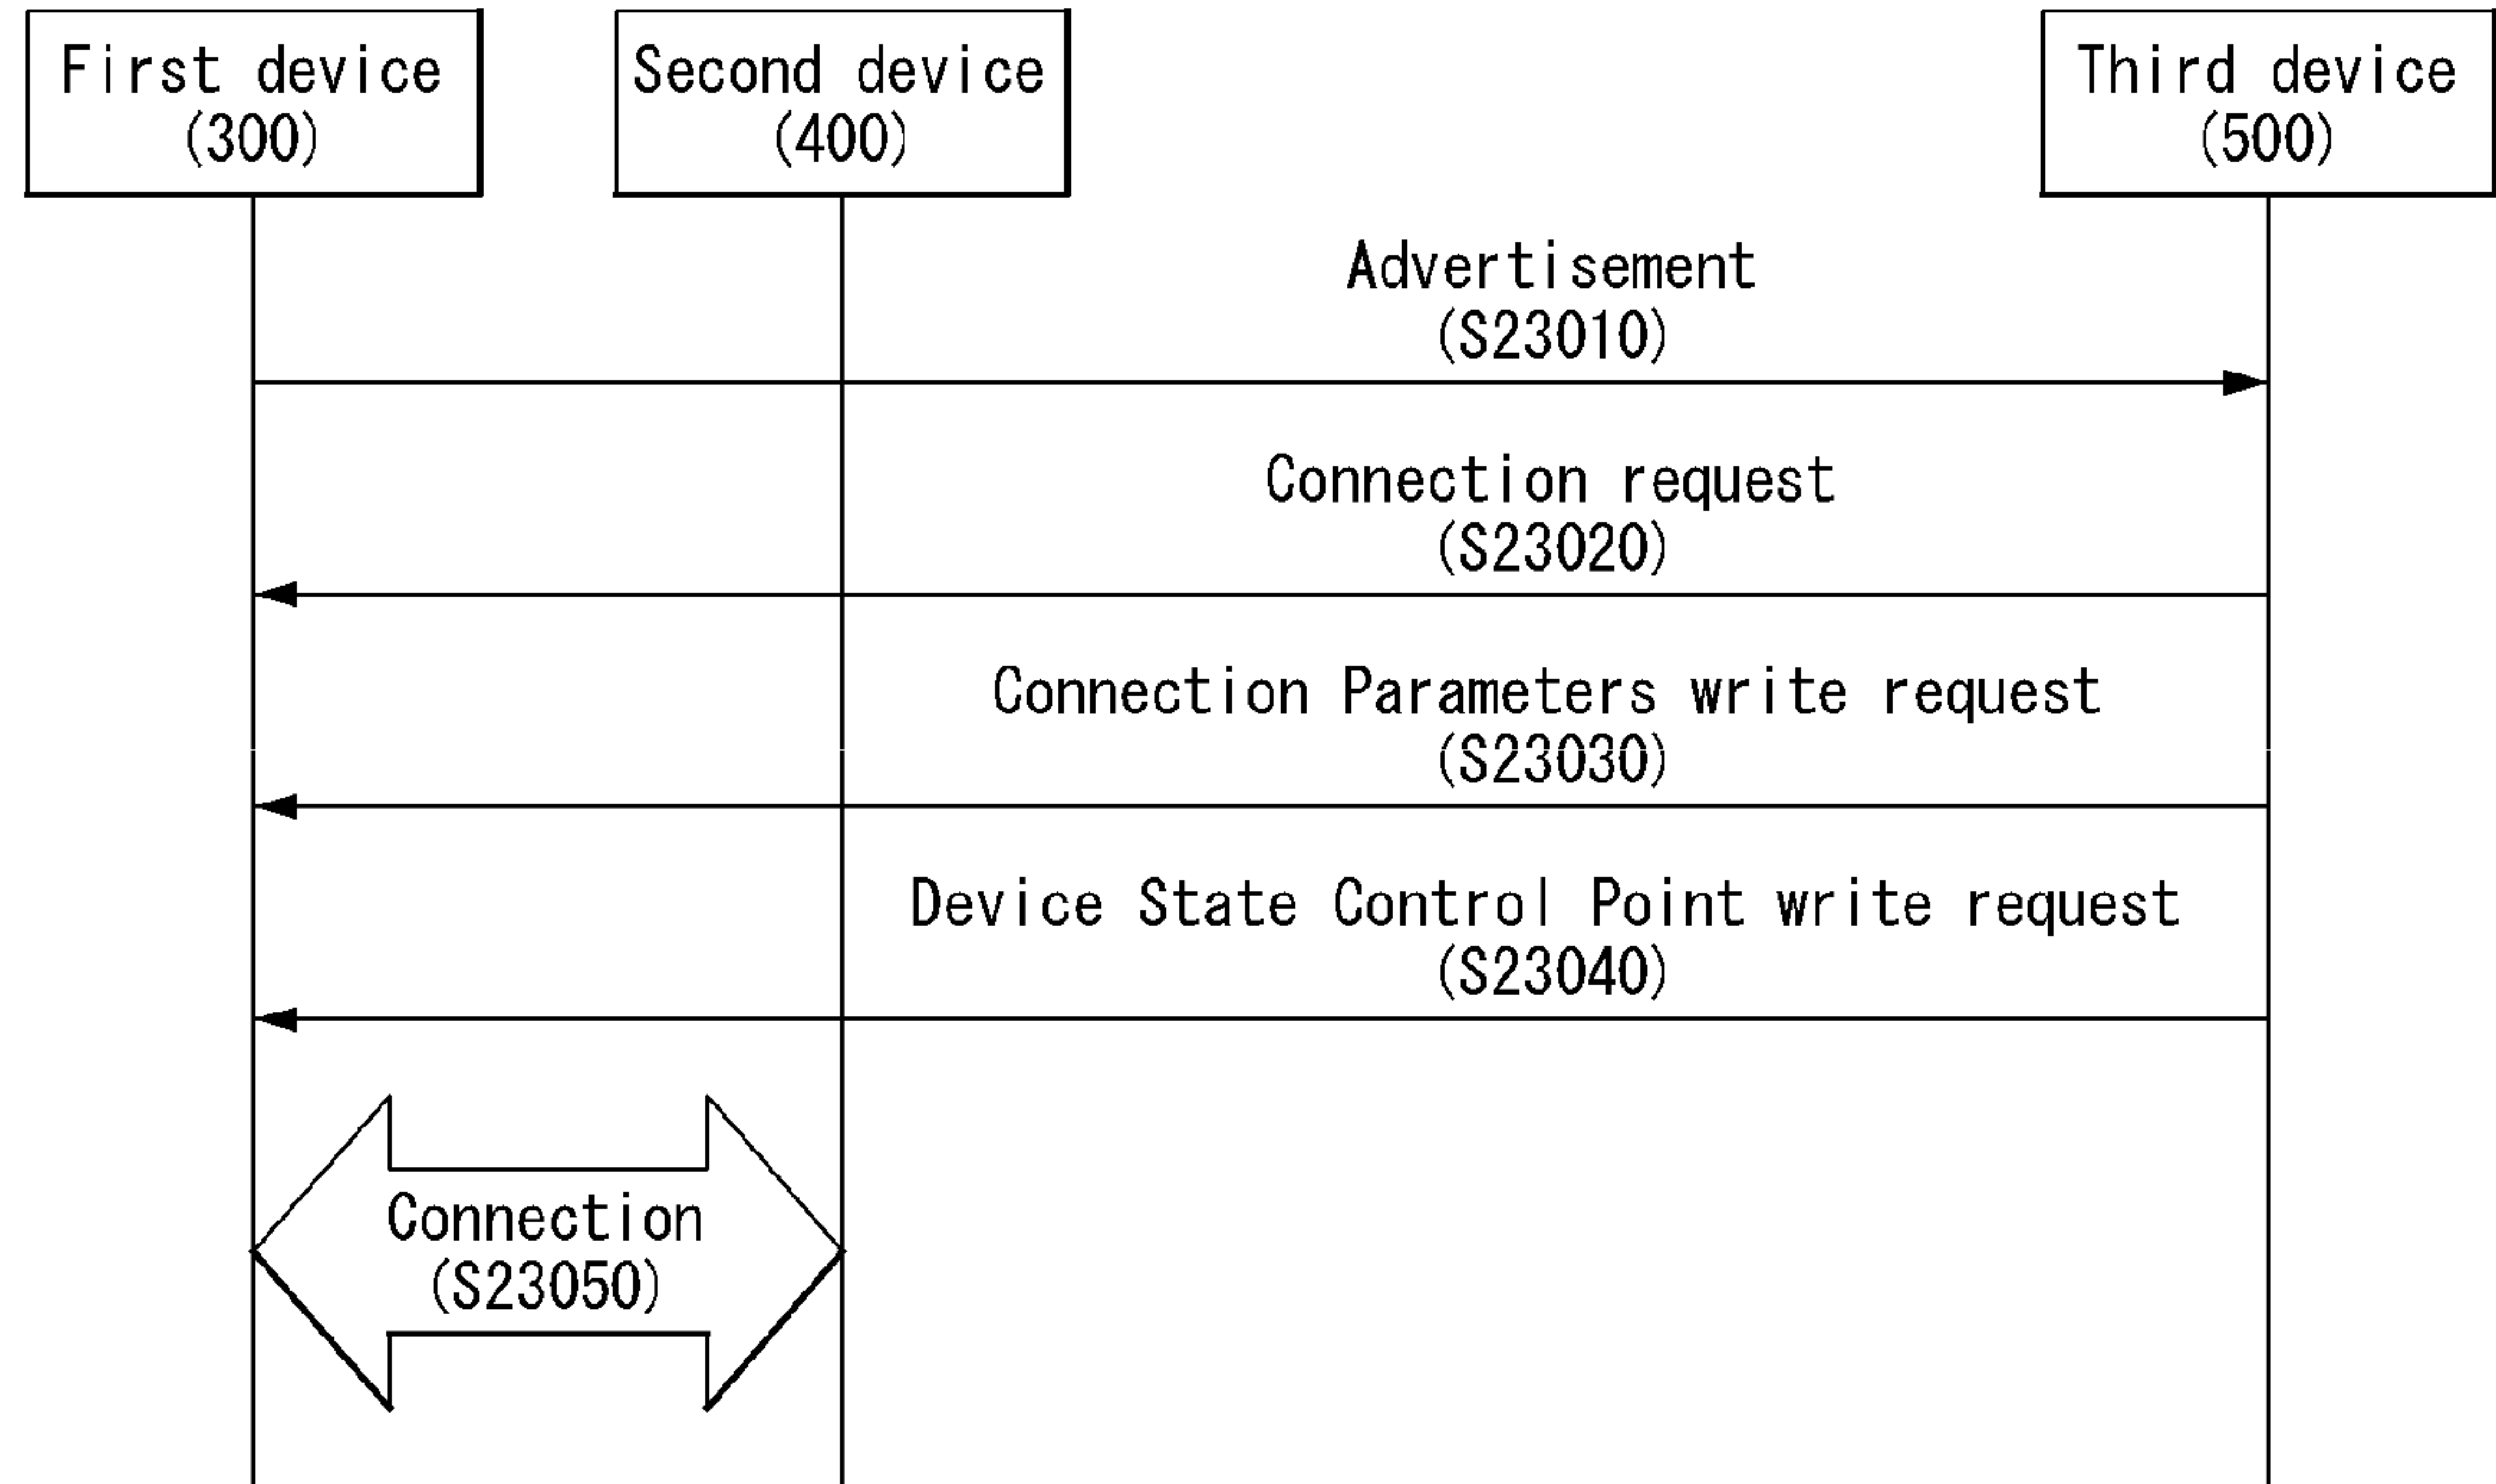 First device
(300)
Second device
(400)
Third device
(500)
Advertisement
(S23010)
Connection request
(S23020)
Connection Parameters write request
(S23030)
Device State Control Point write request
(S23040)
Connection
(S23050)